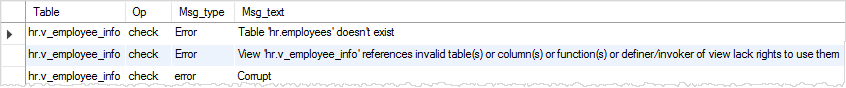 Table Op Msg_type Msg_text
hr.v_employee_info check Error Table 'hr.employees' doesn't exist
hr.v_employee_info check Error View 'hr.v_employee_info' references invalid table(s) or column(s) or function(s) or definer/invoker of view lack rights to use them
hr.v_employee_info check error Corrupt